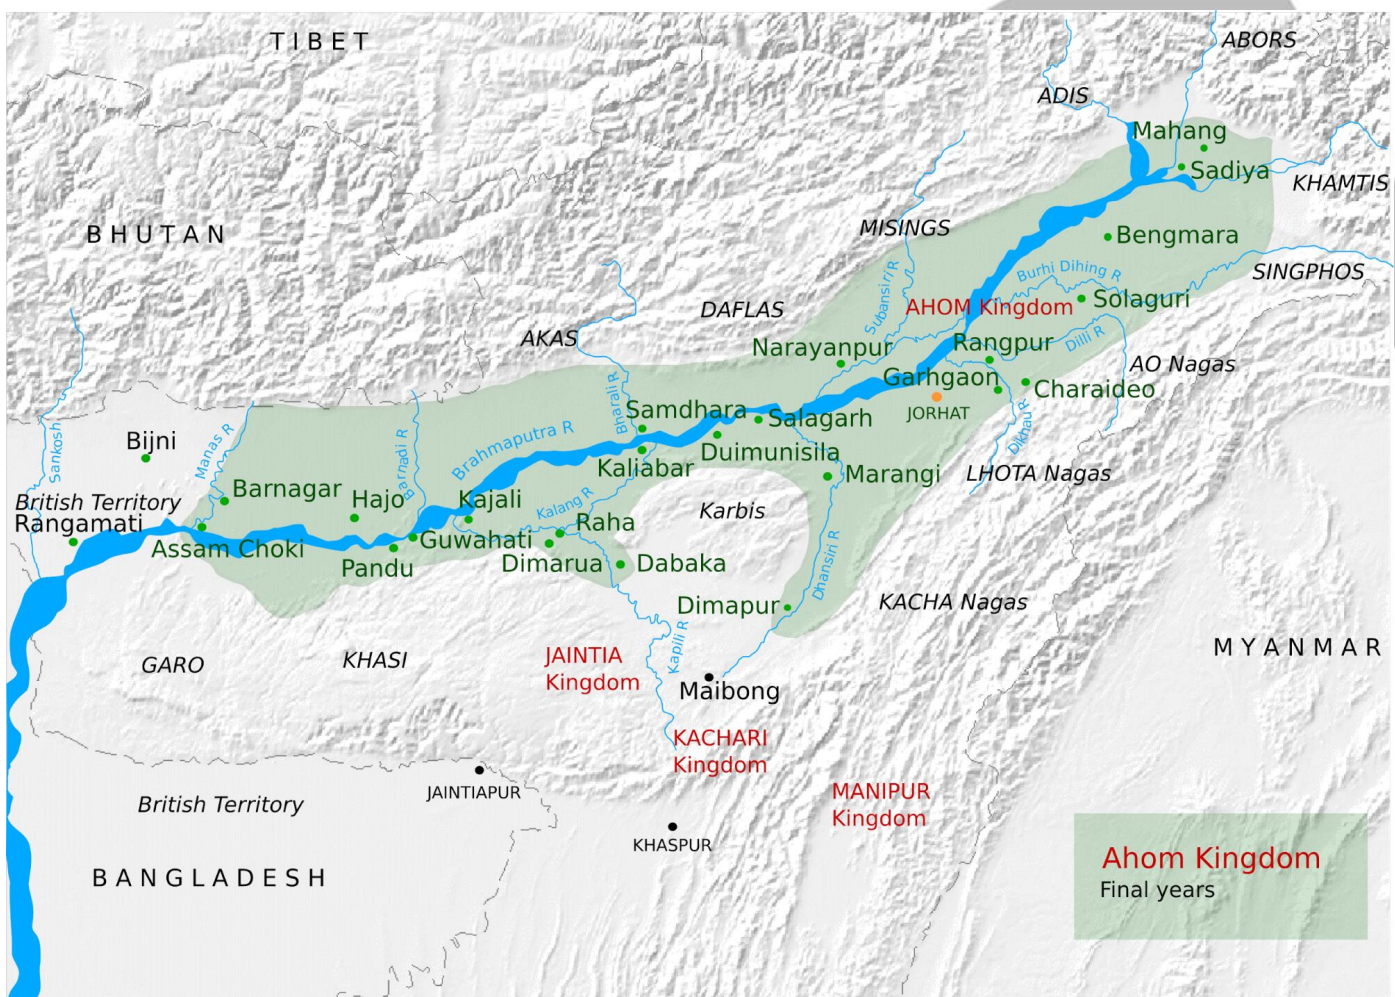 TIBET
ABORS
ADIS
Mahang
Sadiya
KHAMTIS
BHUTAN
MISINGS
Bengmara
SINGPHOS
Burhi Dihing R
Subansiri R
Solaguri
AHOM Kingdom
DAFLAS
AKAS
Narayanpur
Rangpur
Dilli R
AO Nagas
Garhgaon
Charaideo
JORHAT
Bharali R
Samdhara
Salagarh
Dikhau R
Sankosh
Bijni
Manas R
Barnadi R
Brahmaputra R
Duimunisila
Kaliabar
Marangi
LHOTA Nagas
British Territory
Rangamati
Barnagar
Hajo
Kajali
Kalang R
Raha
Karbis
Assam Choki
Guwahati
Pandu
Dimarua
Dabaka
Dhansiri R
Dimapur
KACHA Nagas
GARO
KHASI
JAINTIA
Kingdom
Kapili R
Maibong
MYANMAR
KACHARI
Kingdom
JAINTIAPUR
MANIPUR
Kingdom
British Territory
KHASPUR
BANGLADESH
Ahom Kingdom
Final years